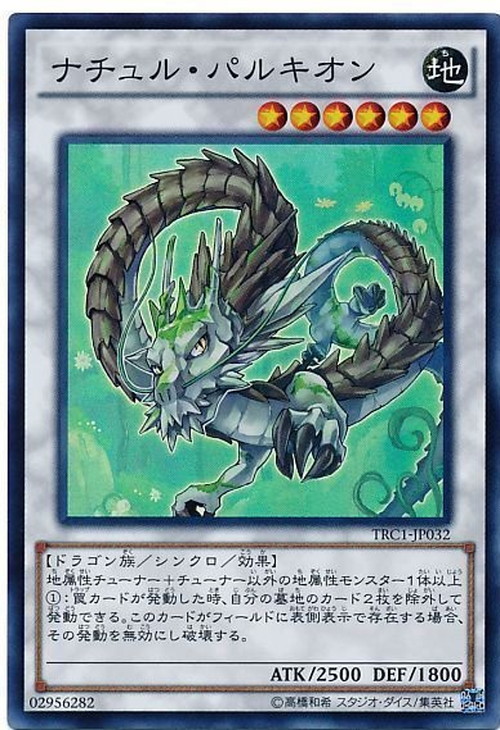 ナチュル・パルキオン
地
TRC1-JP032
【ドラゴン族／シンクロ／効果】
地属性チューナー＋チューナー以外の地属性モンスター１体以上
①：罠カードが発動した時、自分の墓地のカード２枚を除外して
発動できる。このカードがフィールドに表側表示で存在する場合、
その発動を無効にし破壊する。
ATK/2500 DEF/1800
02956282
©高橋和希 スタジオ・ダイス/集英社